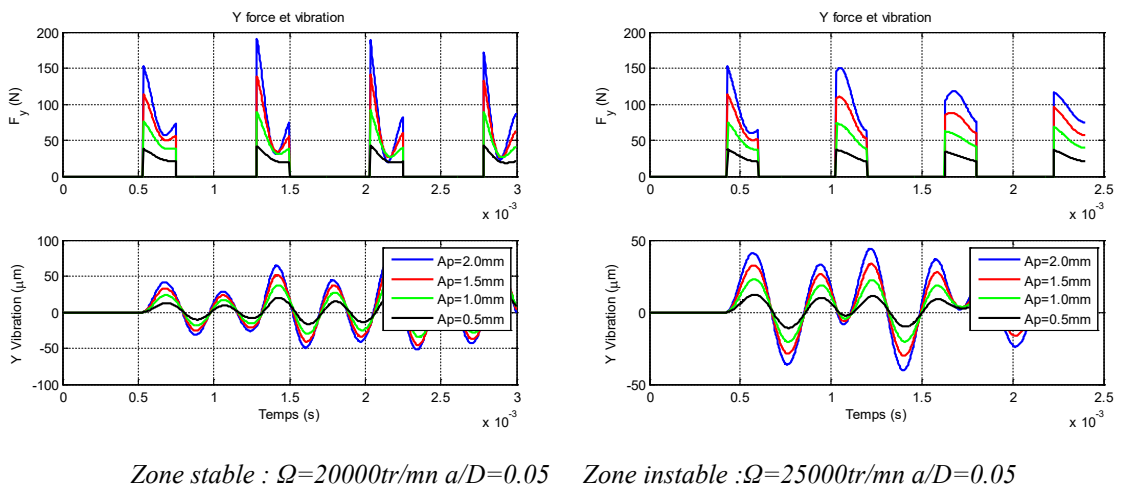 Y force et vibration
F y (N)
200
150
100
50
0
0 0.5 1 1.5 2 2.5 3
x 10 -3
Y Vibration (μm)
100
50
0
-50
-100
Ap=2.0mm
Ap=1.5mm
Ap=1.0mm
Ap=0.5mm
0 0.5 1 1.5 2 2.5 3
x 10 -3
Temps (s)
Y force et vibration
F y (N)
200
150
100
50
0
0 0.5 1 1.5 2 2.5
x 10 -3
Y Vibration (μm)
50
0
-50
Ap=2.0mm
Ap=1.5mm
Ap=1.0mm
Ap=0.5mm
0 0.5 1 1.5 2 2.5
x 10 -3
Temps (s)
Zone stable : Ω=20000tr/mn a/D=0.05 Zone instable :Ω=25000tr/mn a/D=0.05